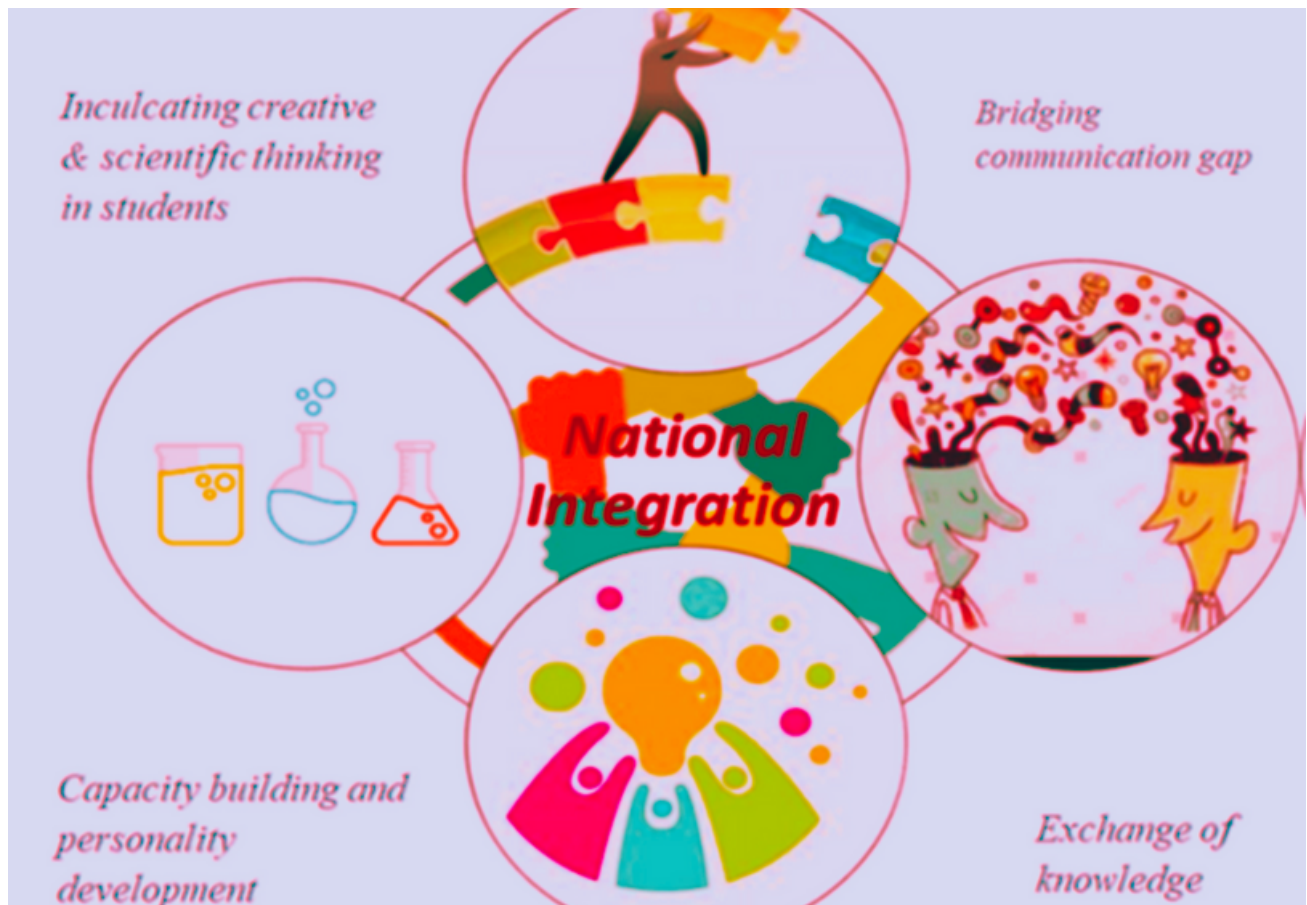 Inculcating creative
& scientific thinking
in students
Bridging
communication gap
National
Integration
Capacity building and
personality
development
Exchange of
knowledge